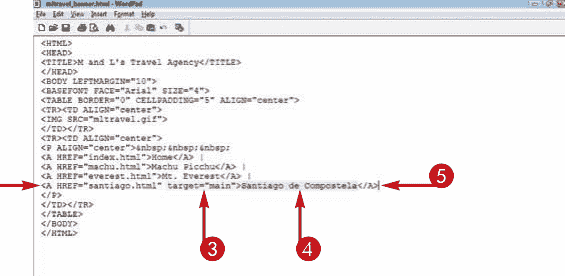 mltravel_banner.html - WordPad
File Edit View Insert Format Help
<HTML>
<HEAD>
<TITLE>M and L's Travel Agency</TITLE>
</HEAD>
<BODY LEFTMARGIN="10">
<BASEFONT FACE="Arial" SIZE="4">
<TABLE BORDER="0" CELLPADDING="5" ALIGN="center">
<TR><TD ALIGN="center">
<IMG SRC="mltravel.gif">
</TD></TR>
<TR><TD ALIGN="center">
<P ALIGN="center">&nbsp;&nbsp;&nbsp;
<A HREF="index.html">Home</A> |
<A HREF="machu.html">Machu Picchu</A> |
<A HREF="everest.html">Mt. Everest</A> |
<A HREF="santiago.html" target="main">Santiago de Compostela</A>
</P>
</TD></TR>
</TABLE>
</BODY>
</HTML>
3 4 5